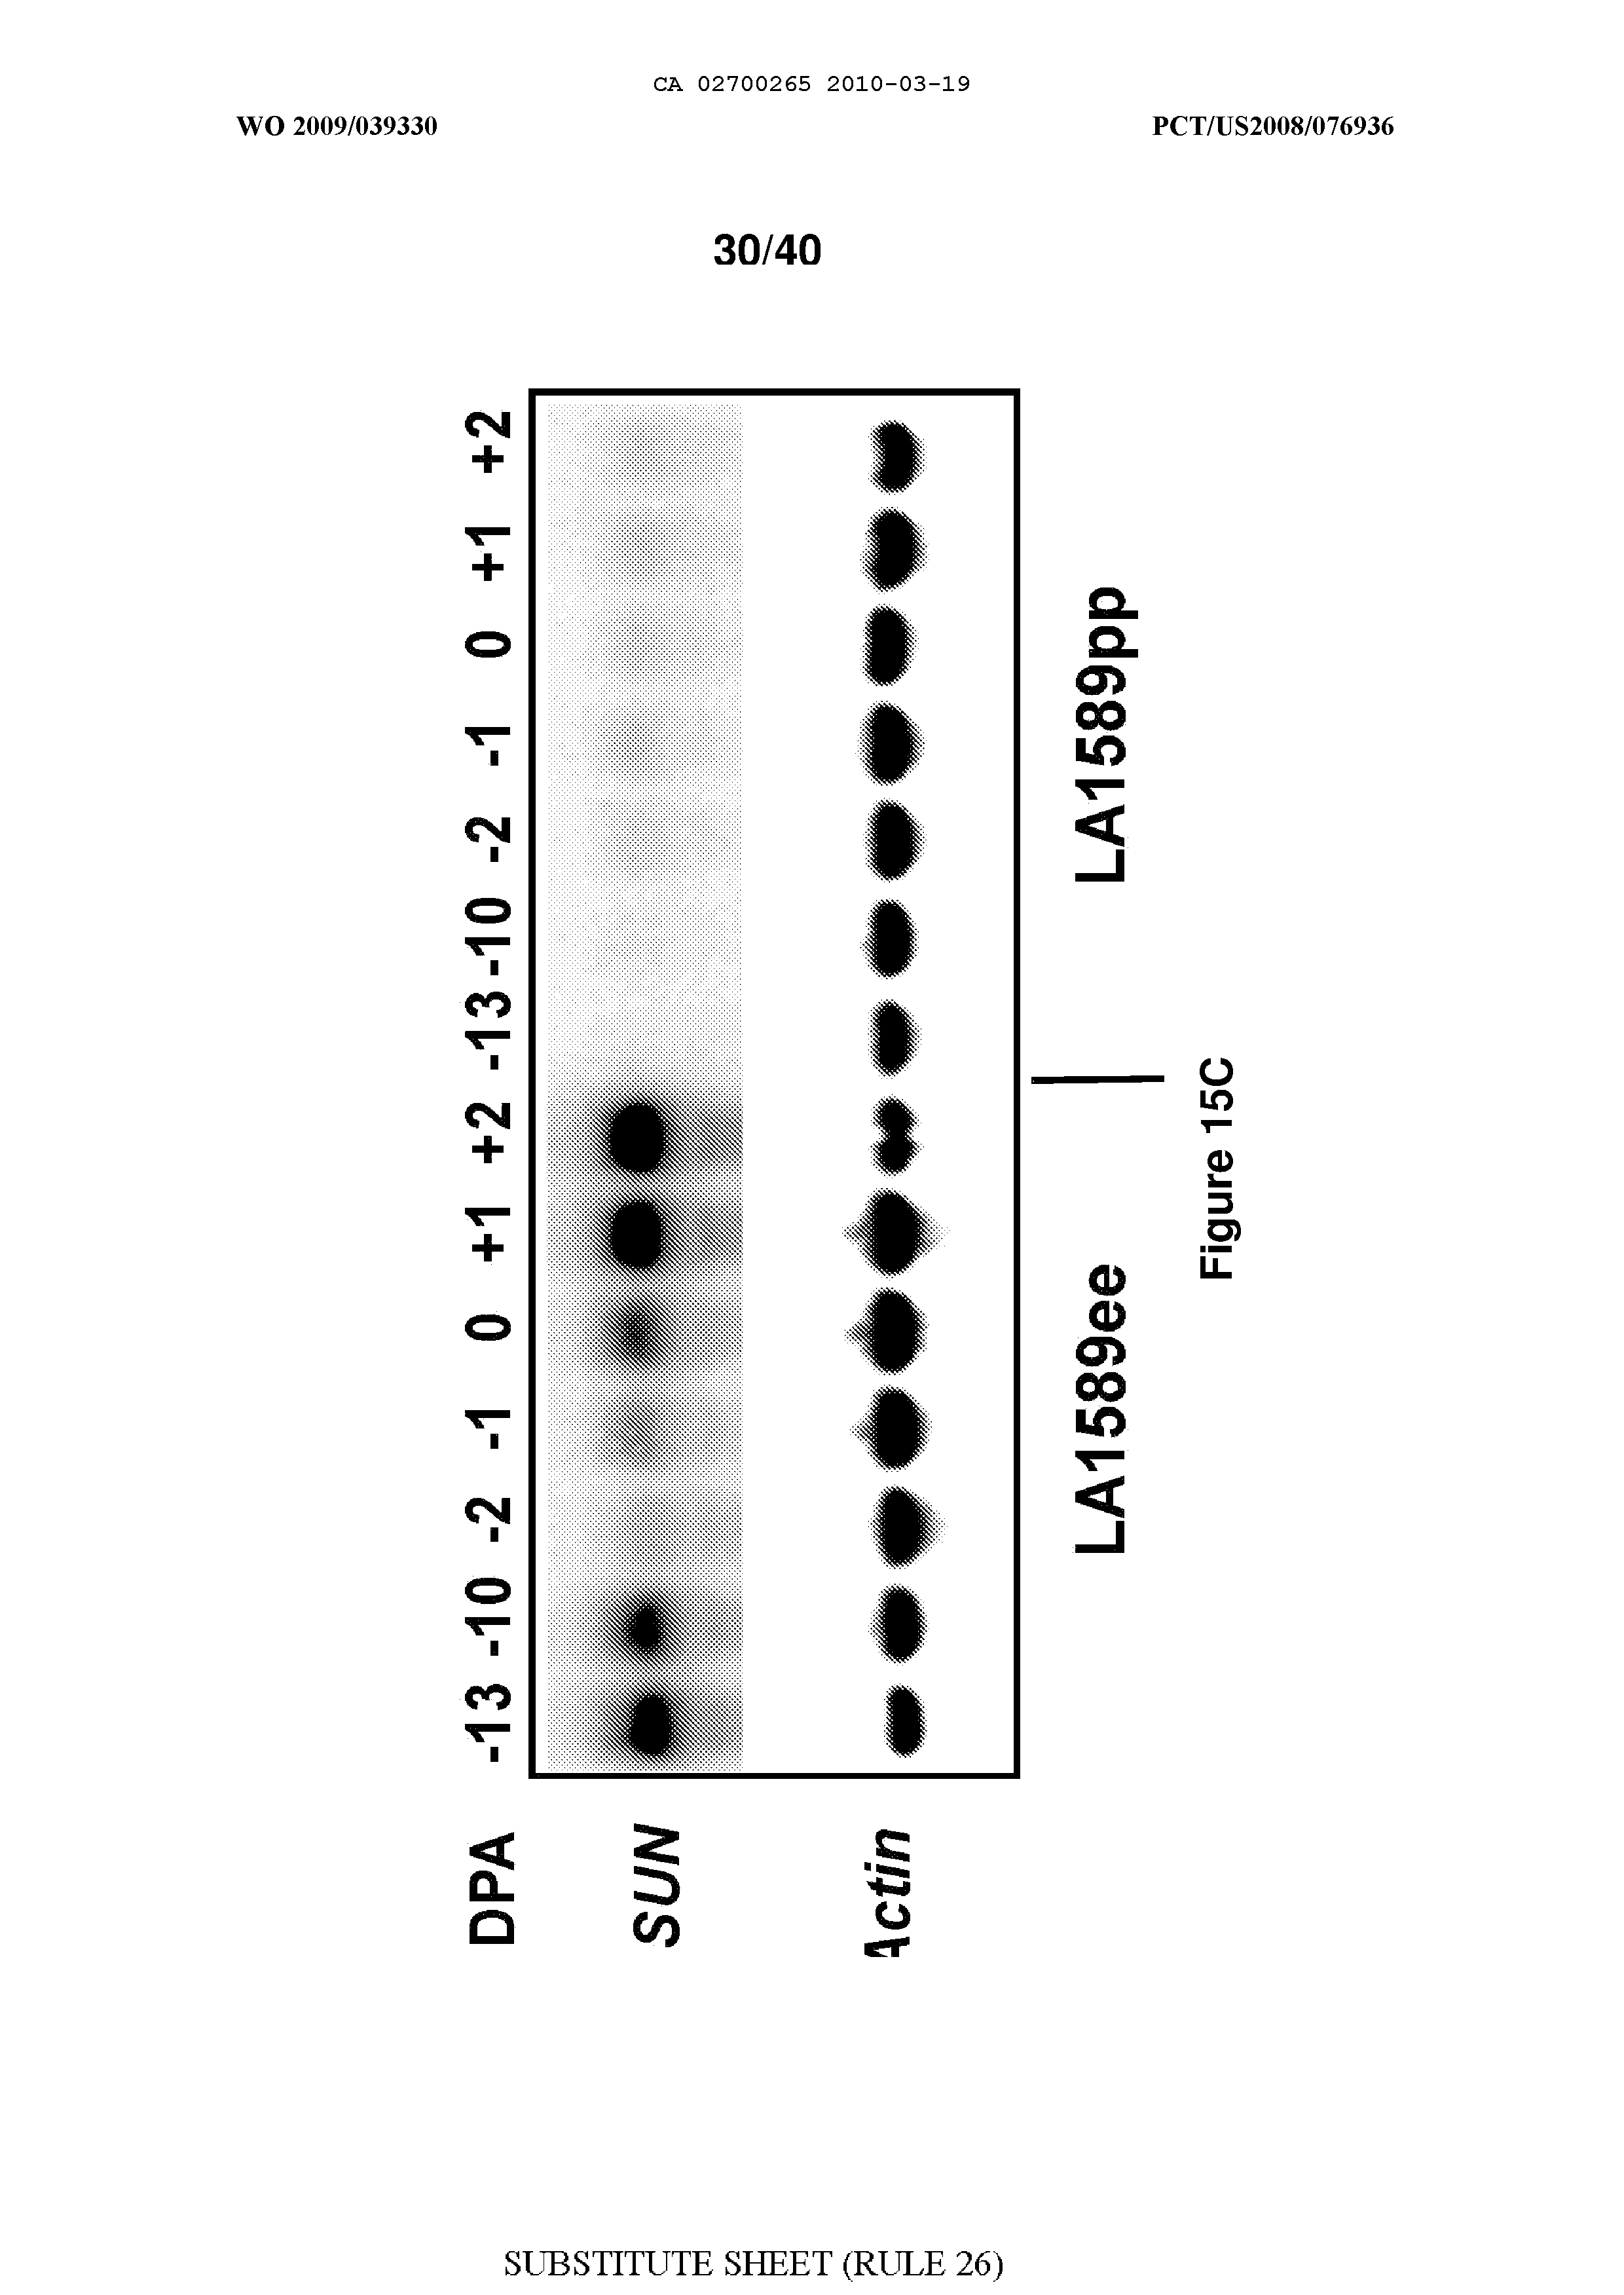 CA 02700265 2010-03-19
WO 2009/039330 PCT/US2008/076936
30/40
DPA -13 -10 -2 -1 0 +1 +2 -13 -10 -2 -1 0 +1 +2
SUN
Actin
LA1589ee LA1589pp
Figure 15C
SUBSTITUTE SHEET (RULE 26)